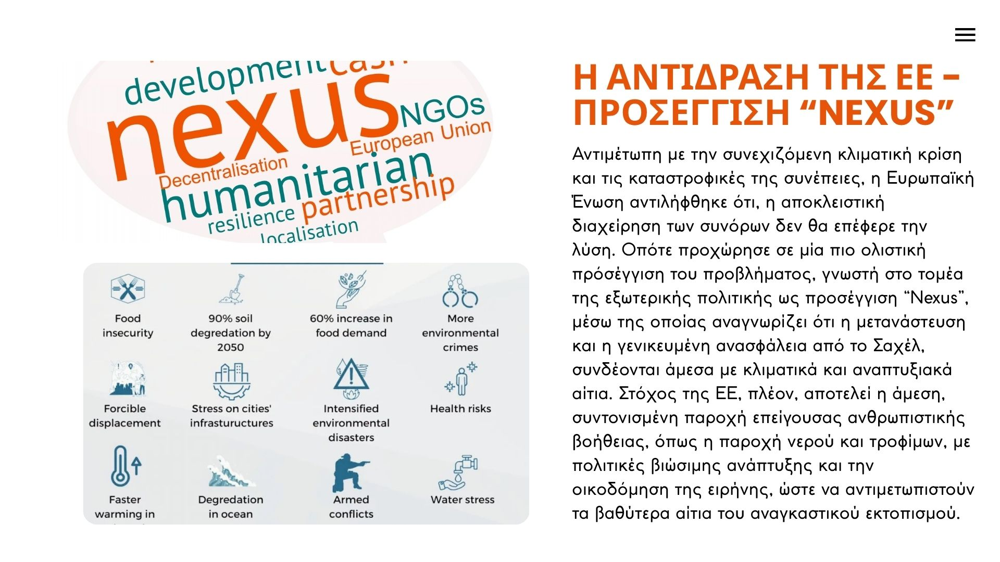 development cash
nexus
NGOs
European Union
Decentralisation
humanitarian
partnership
resilience
localisation
Food
insecurity
90% soil
degredation by
2050
60% increase in
food demand
More
environmental
crimes
Forcible
displacement
Stress on cities'
infrastuructures
Intensified
environmental
disasters
Health risks
Faster
warming in
Degredation
in ocean
Armed
conflicts
Water stress
Η ΑΝΤΙΔΡΑΣΗ ΤΗΣ ΕΕ –
ΠΡΟΣΕΓΓΙΣΗ “NEXUS”
Αντιμέτωπη με την συνεχιζόμενη κλιματική κρίση
και τις καταστροφικές της συνέπειες, η Ευρωπαϊκή
Ένωση αντιλήφθηκε ότι, η αποκλειστική
διαχείρηση των συνόρων δεν θα επέφερε την
λύση. Οπότε προχώρησε σε μία πιο ολιστική
πρόσέγγιση του προβλήματος, γνωστή στο τομέα
της εξωτερικής πολιτικής ως προσέγγιση “Nexus”,
μέσω της οποίας αναγνωρίζει ότι η μετανάστευση
και η γενικευμένη ανασφάλεια από το Σαχέλ,
συνδέονται άμεσα με κλιματικά και αναπτυξιακά
αίτια. Στόχος της ΕΕ, πλέον, αποτελεί η άμεση,
συντονισμένη παροχή επείγουσας ανθρωπιστικής
βοήθειας, όπως η παροχή νερού και τροφίμων, με
πολιτικές βιώσιμης ανάπτυξης και την
οικοδόμηση της ειρήνης, ώστε να αντιμετωπιστούν
τα βαθύτερα αίτια του αναγκαστικού εκτοπισμού.